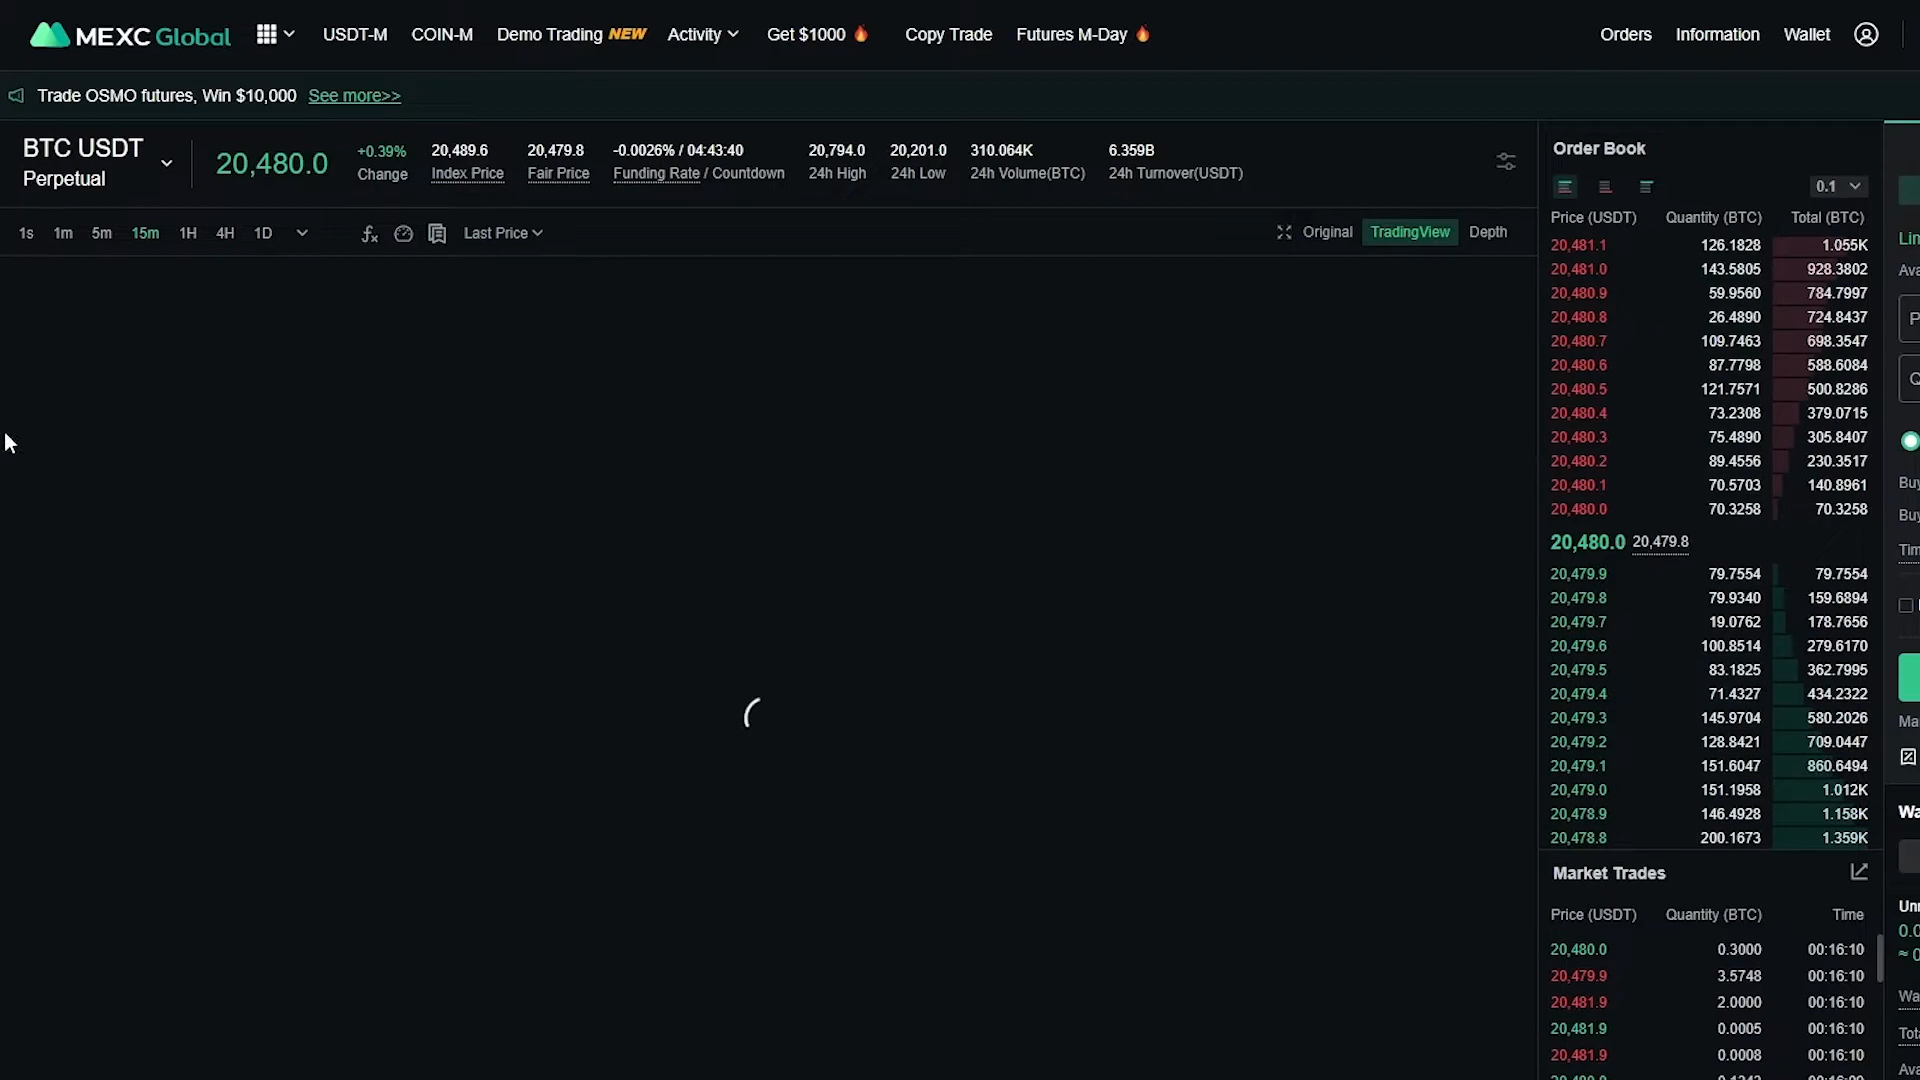 MEXC Global USDT-M COIN-M Demo Trading NEW Activity Get $1000 Copy Trade Futures M-Day Orders Information Wallet
Trade OSMO futures, Win $10,000 See more>>
BTC USDT
Perpetual
20,480.0
+0.39% 20,489.6 20,479.8 -0.0026% / 04:43:40 20,794.0 20,201.0 310.064K 6.359B
Change Index Price Fair Price Funding Rate / Countdown 24h High 24h Low 24h Volume(BTC) 24h Turnover(USDT)
1s 1m 5m 15m 1H 4H 1D Last Price Original TradingView Depth
Order Book
0.1
Price (USDT) Quantity (BTC) Total (BTC)
20,481.1 126.1828 1.055K
20,481.0 143.5805 928.3802
20,480.9 59.9560 784.7997
20,480.8 26.4890 724.8437
20,480.7 109.7463 698.3547
20,480.6 87.7798 588.6084
20,480.5 121.7571 500.8286
20,480.4 73.2308 379.0715
20,480.3 75.4890 305.8407
20,480.2 89.4556 230.3517
20,480.1 70.5703 140.8961
20,480.0 70.3258 70.3258
20,480.0 20,479.8
20,479.9 79.7554 79.7554
20,479.8 79.9340 159.6894
20,479.7 19.0762 178.7656
20,479.6 100.8514 279.6170
20,479.5 83.1825 362.7995
20,479.4 71.4327 434.2322
20,479.3 145.9704 580.2026
20,479.2 128.8421 709.0447
20,479.1 151.6047 860.6494
20,479.0 151.1958 1.012K
20,478.9 146.4928 1.158K
20,478.8 200.1673 1.359K
Market Trades
Price (USDT) Quantity (BTC) Time
20,480.0 0.3000 00:16:10
20,479.9 3.5748 00:16:10
20,481.9 2.0000 00:16:10
20,481.9 0.0005 00:16:10
20,481.9 0.0008 00:16:10
Buy
Buy